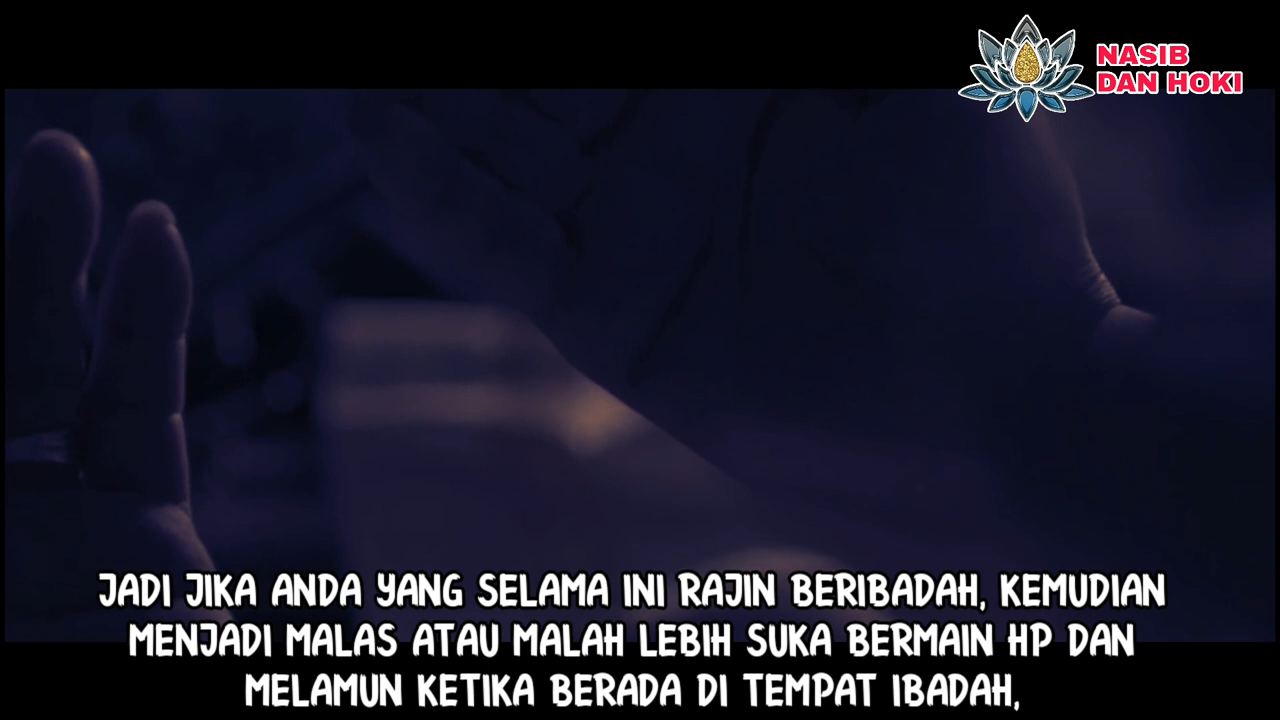 NASIB
DAN HOKI
JADI JIKA ANDA YANG SELAMA INI RAJIN BERIBADAH, KEMUDIAN
MENJADI MALAS ATAU MALAH LEBIH SUKA BERMAIN HP DAN
MELAMUN KETIKA BERADA DI TEMPAT IBADAH,